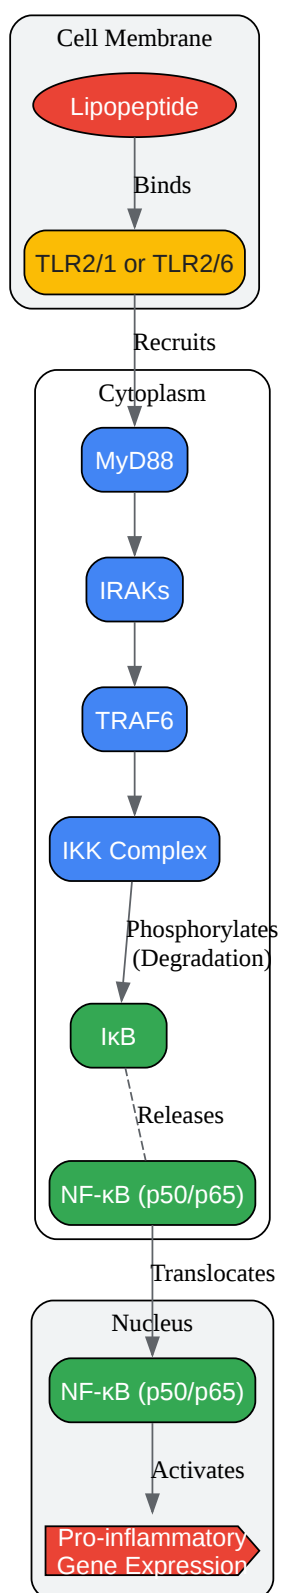 Cell Membrane
Lipopeptide
Binds
TLR2/1 or TLR2/6
Recruits
Cytoplasm
MyD88
IRAKs
TRAF6
IKK Complex
Phosphorylates
(Degradation)
IκB
Releases
NF-κB (p50/p65)
Translocates
Nucleus
NF-κB (p50/p65)
Activates
Pro-inflammatory
Gene Expression